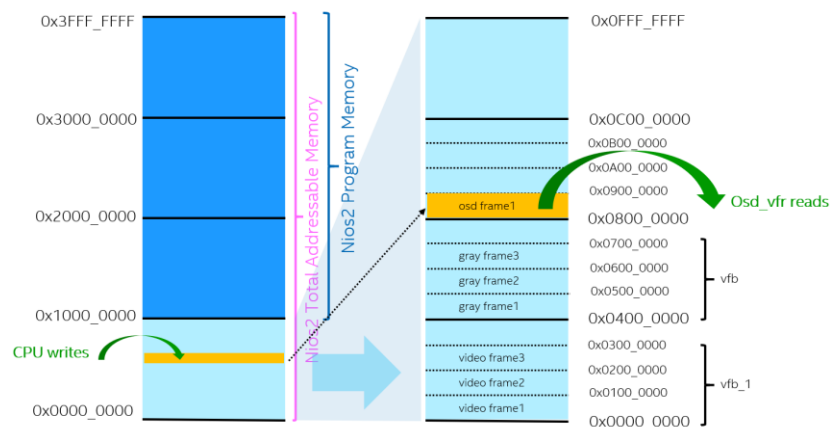 0x3FFF_FFFF
0x3000_0000
0x2000_0000
0x1000_0000
CPU writes
0x0000_0000
Nios2 Total Addressable Memory
Nios2 Program Memory
0x0FFF_FFFF
0x0C00_0000
0x0B00_0000
0x0A00_0000
0x0900_0000
osd frame1
Osd_vfr reads
0x0800_0000
0x0700_0000
gray frame3
0x0600_0000
vfb
gray frame2
0x0500_0000
gray frame1
0x0400_0000
0x0300_0000
video frame3
0x0200_0000
vfb_1
video frame2
0x0100_0000
video frame1
0x0000_0000